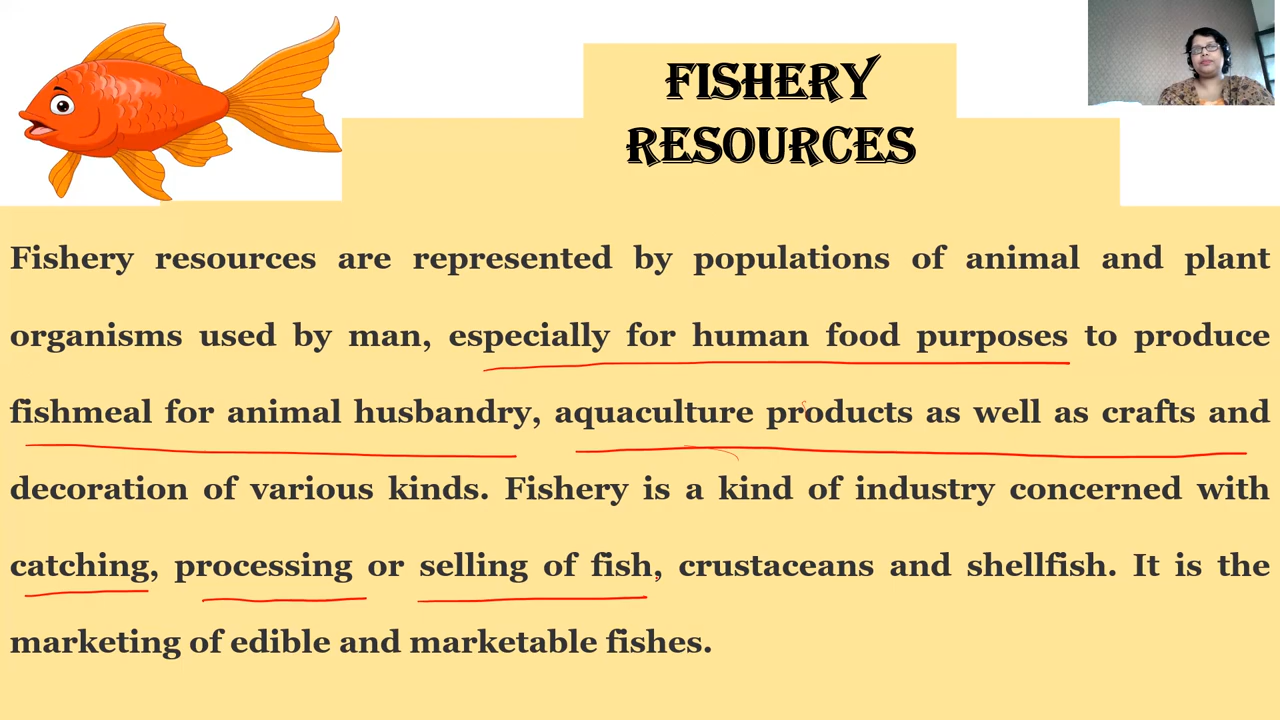 FISHERY
RESOURCES
Fishery resources are represented by populations of animal and plant
organisms used by man, especially for human food purposes to produce
fishmeal for animal husbandry, aquaculture products as well as crafts and
decoration of various kinds. Fishery is a kind of industry concerned with
catching, processing or selling of fish, crustaceans and shellfish. It is the
marketing of edible and marketable fishes.